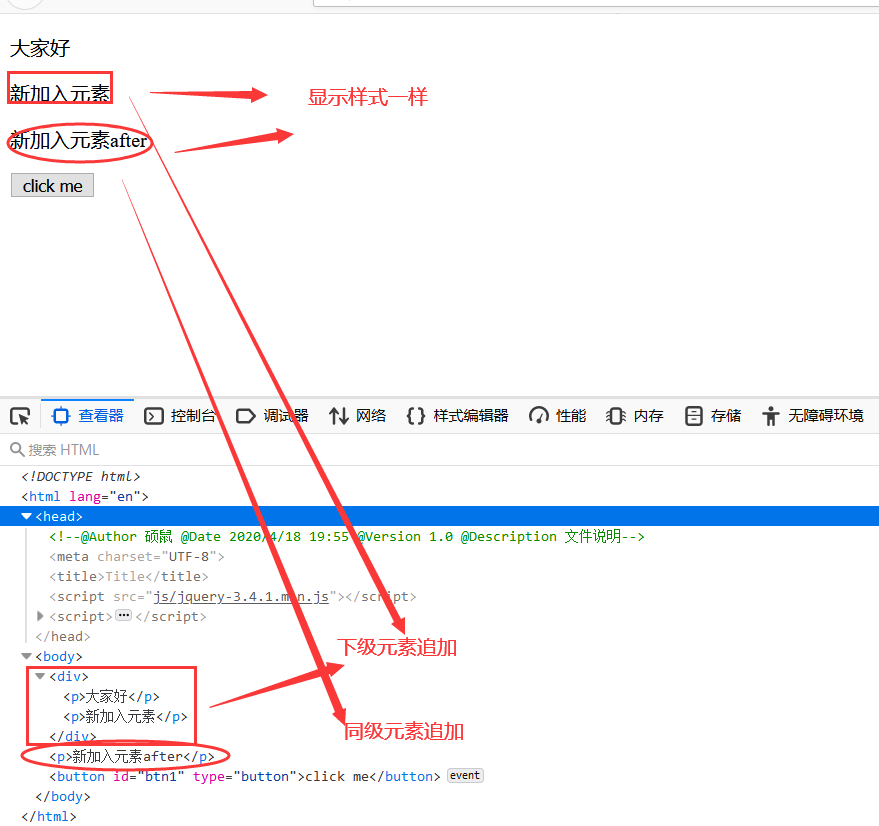 大家好
新加入元素
显示样式一样
新加入元素after
click me
查看器 控制台 调试器 网络 样式编辑器 性能 内存 存储 无障碍环境
搜索 HTML
<!DOCTYPE html>
<html lang="en">
<head>
<!--@Author 硕鼠 @Date 2020/4/18 19:55 @Version 1.0 @Description 文件说明-->
<meta charset="UTF-8">
<title>Title</title>
<script src="js/jquery-3.4.1.min.js"></script>
<script>···</script>
</head>
下级元素追加
<body>
<div>
<p>大家好</p>
<p>新加入元素</p>
同级元素追加
</div>
<p>新加入元素after</p>
<button id="btn1" type="button">click me</button> event
</body>
</html>